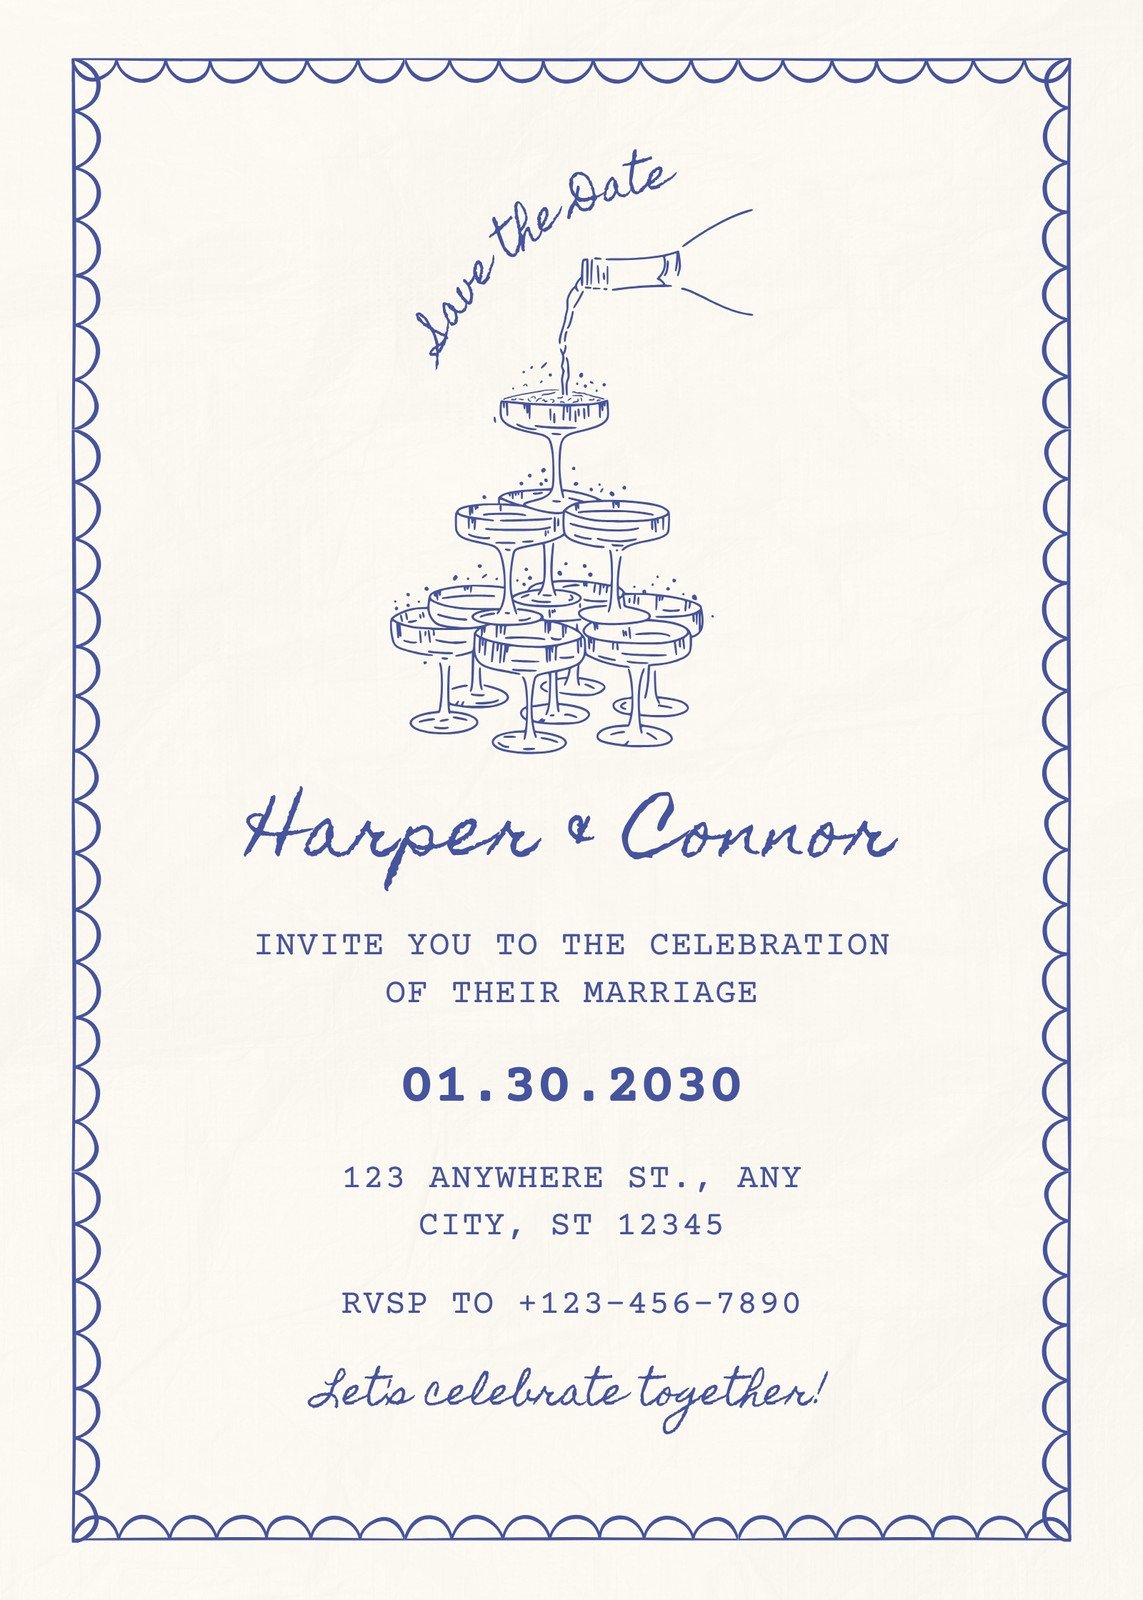 Save the Date
Harper & Connor
INVITE YOU TO THE CELEBRATION
OF THEIR MARRIAGE
01.30.2030
123 ANYWHERE ST., ANY
CITY, ST 12345
RVSP TO +123-456-7890
Let's celebrate together!